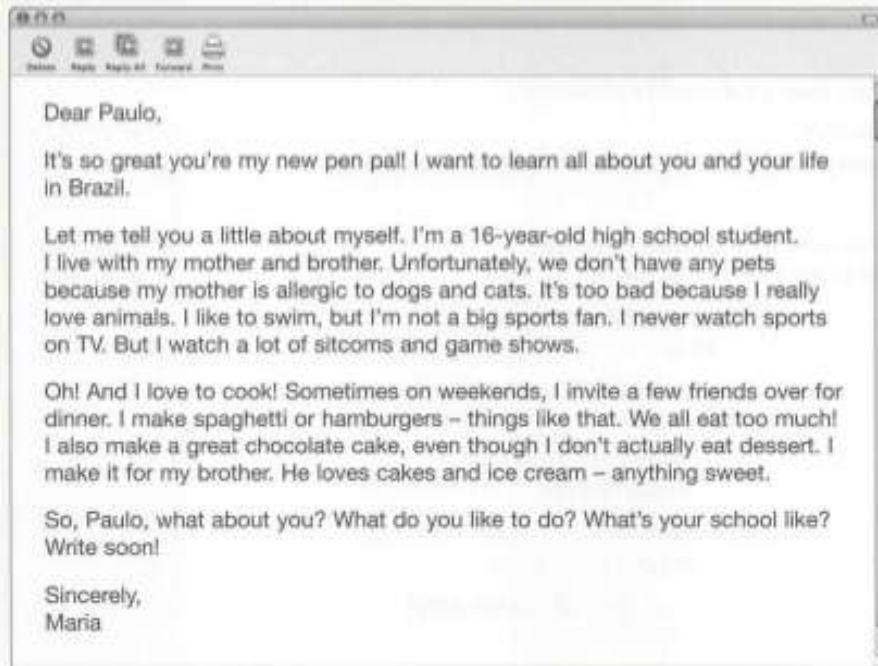 Delete Reply Reply All Forward Print
Dear Paulo,
It's so great you're my new pen pal! I want to learn all about you and your life
in Brazil.
Let me tell you a little about myself. I'm a 16-year-old high school student.
I live with my mother and brother. Unfortunately, we don't have any pets
because my mother is allergic to dogs and cats. It's too bad because I really
love animals. I like to swim, but I'm not a big sports fan. I never watch sports
on TV. But I watch a lot of sitcoms and game shows.
Oh! And I love to cook! Sometimes on weekends, I invite a few friends over for
dinner. I make spaghetti or hamburgers – things like that. We all eat too much!
I also make a great chocolate cake, even though I don't actually eat dessert. I
make it for my brother. He loves cakes and ice cream – anything sweet.
So, Paulo, what about you? What do you like to do? What's your school like?
Write soon!
Sincerely,
Maria